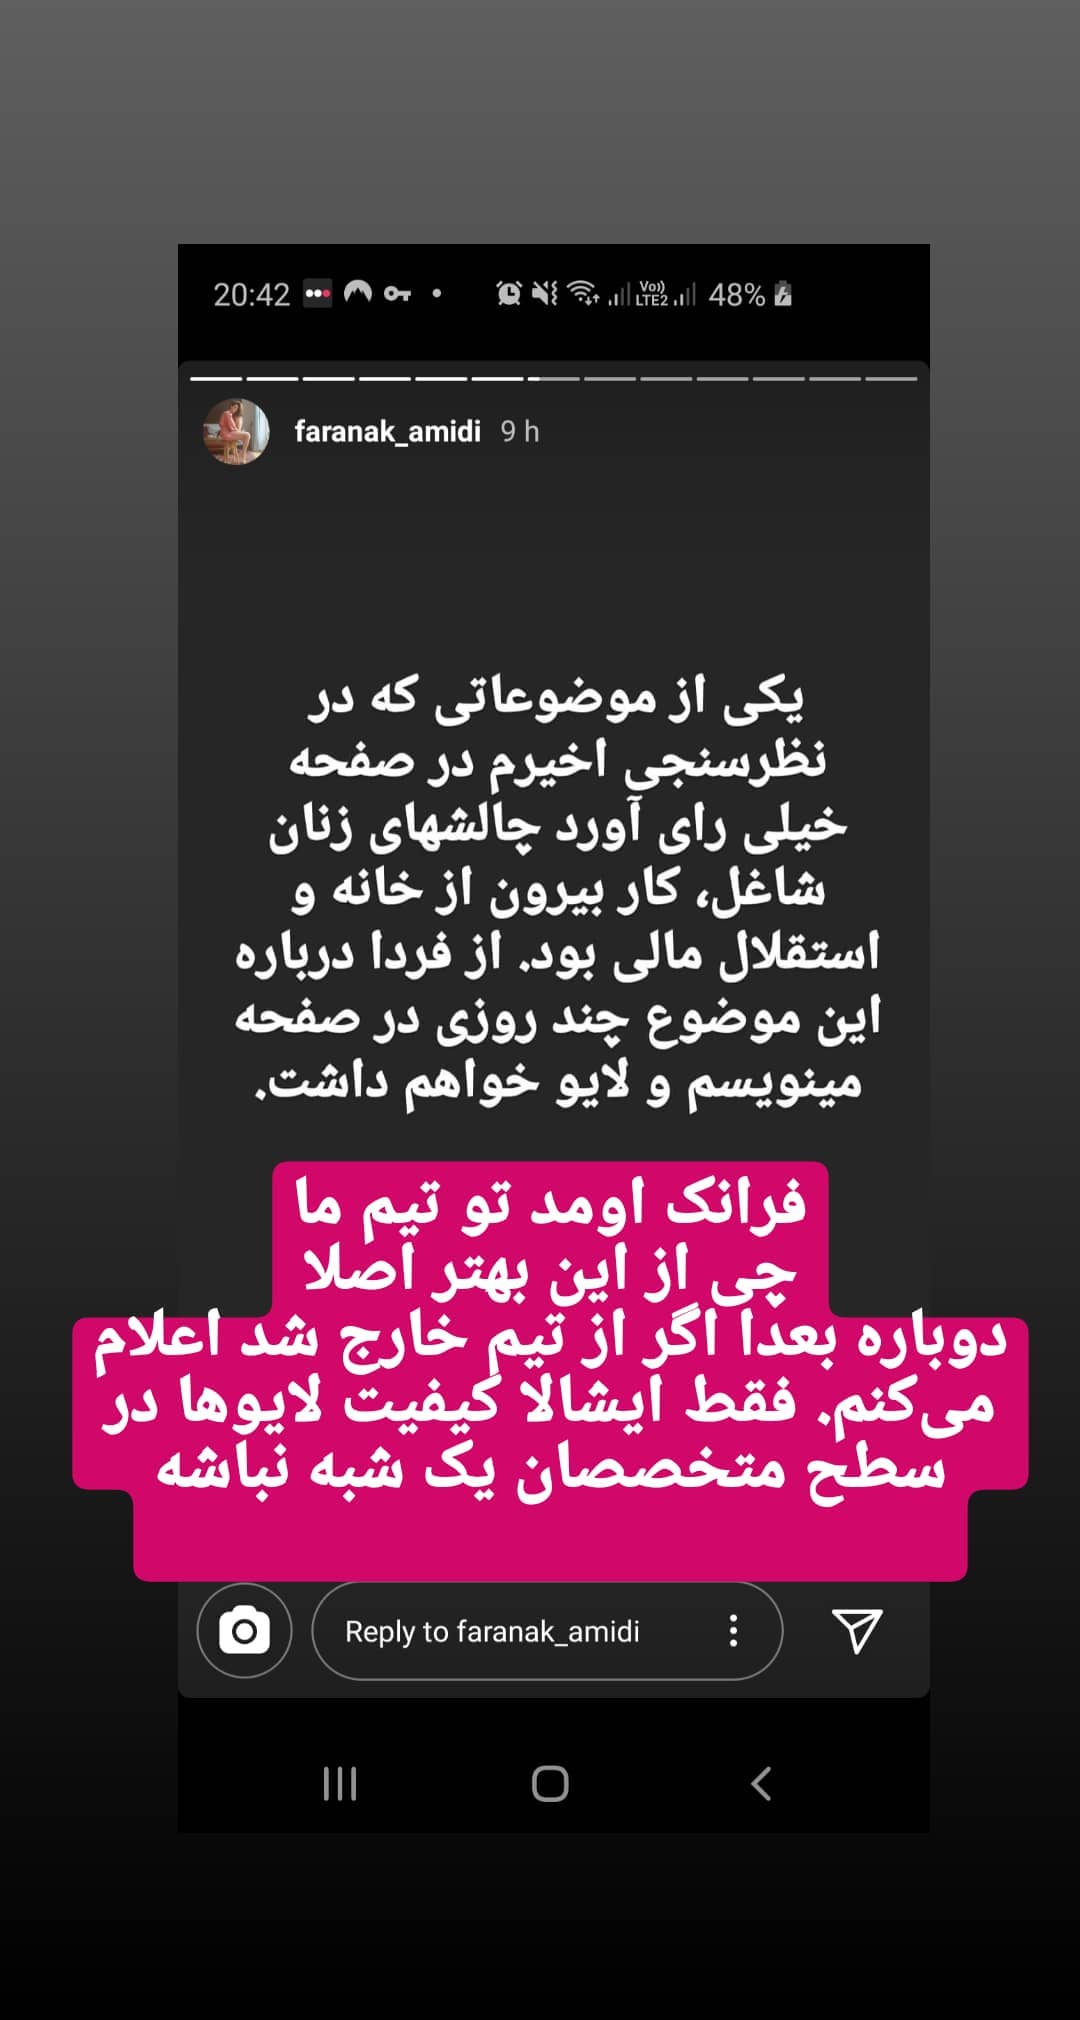 20:42
Vo))
LTE2
48%
faranak_amidi 9 h
یکی از موضوعاتی که در
نظرسنجی اخیرم در صفحه
خیلی رای آورد چالشهای زنان
شاغل، کار بیرون از خانه و
استقلال مالی بود. از فردا درباره
این موضوع چند روزی در صفحه
مینویسم و لایو خواهم داشت.
فرانک اومد تو تیم ما
چی از این بهتر اصلا
دوباره بعدا اگر از تیم خارج شد اعلام
می‌کنم. فقط ایشالا کیفیت لایوها در
سطح متخصصان یک شبه نباشه
Reply to faranak_amidi